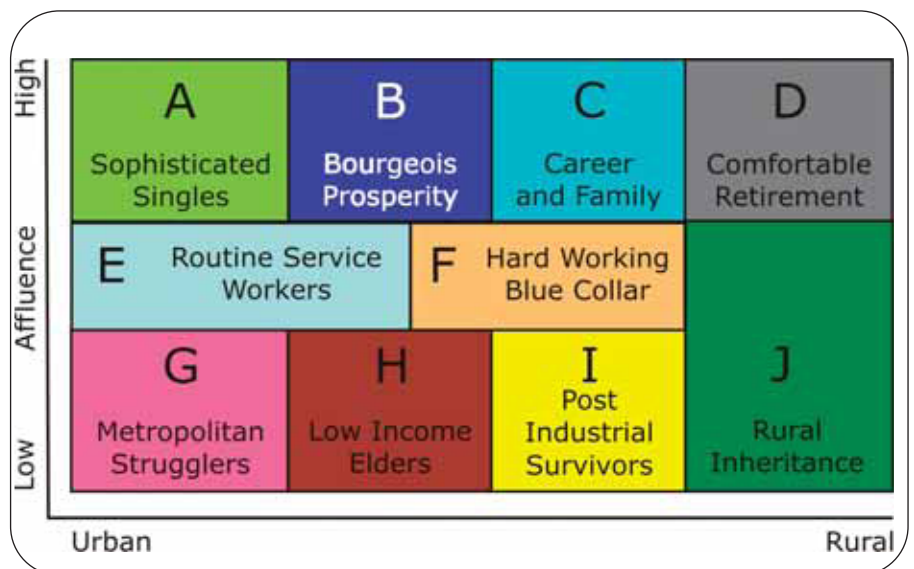 High
Affluence
Low
A
Sophisticated
Singles
B
Bourgeois
Prosperity
C
Career
and Family
D
Comfortable
Retirement
E
Routine Service
Workers
F
Hard Working
Blue Collar
G
Metropolitan
Strugglers
H
Low Income
Elders
I
Post
Industrial
Survivors
J
Rural
Inheritance
Urban
Rural